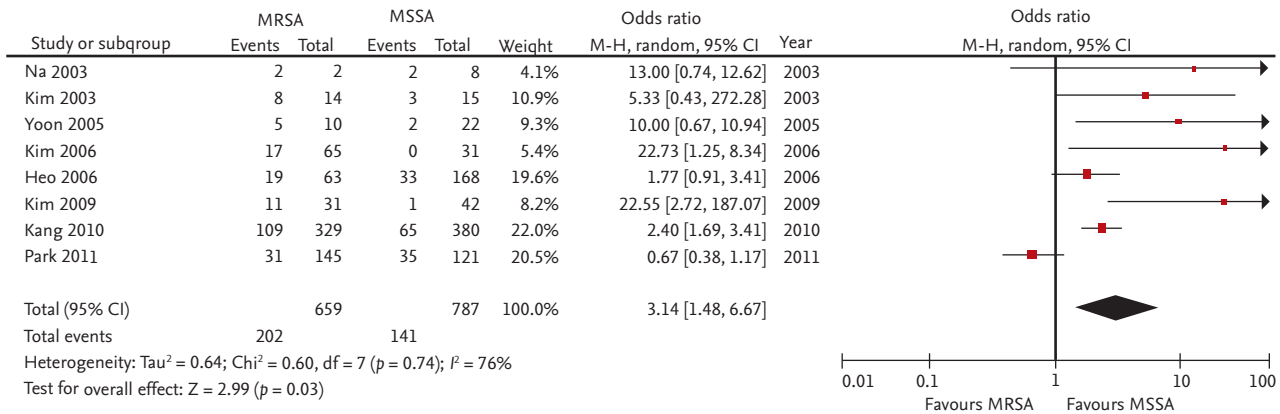 MRSA MSSA Odds ratio Odds ratio
Study or subqroup Events Total Events Total Weight M-H, random, 95% CI Year M-H, random, 95% CI
Na 2003 2 2 2 8 4.1% 13.00 [0.74, 12.62] 2003
Kim 2003 8 14 3 15 10.9% 5.33 [0.43, 272.28] 2003
Yoon 2005 5 10 2 22 9.3% 10.00 [0.67, 10.94] 2005
Kim 2006 17 65 0 31 5.4% 22.73 [1.25, 8.34] 2006
Heo 2006 19 63 33 168 19.6% 1.77 [0.91, 3.41] 2006
Kim 2009 11 31 1 42 8.2% 22.55 [2.72, 187.07] 2009
Kang 2010 109 329 65 380 22.0% 2.40 [1.69, 3.41] 2010
Park 2011 31 145 35 121 20.5% 0.67 [0.38, 1.17] 2011
Total (95% CI) 659 787 100.0% 3.14 [1.48, 6.67]
Total events 202 141
Heterogeneity: Tau² = 0.64; Chi² = 0.60, df = 7 (p = 0.74); I² = 76%
Test for overall effect: Z = 2.99 (p = 0.03)
0.01 0.1 1 10 100
Favours MRSA Favours MSSA